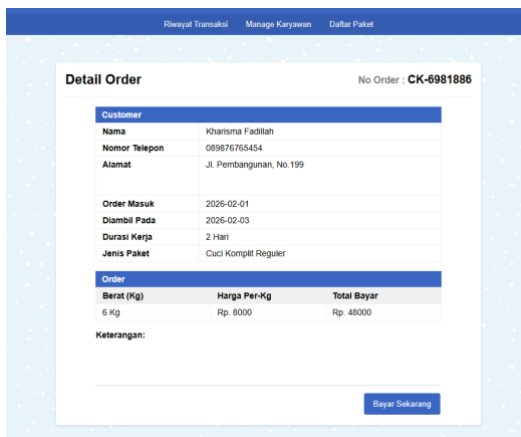 Riwayat Transaksi Manage Karyawan Daftar Paket
Detail Order No Order : CK-6981886
Customer
Nama Kharisma Fadillah
Nomor Telepon 089876765454
Alamat Jl. Pembangunan, No.199
Order Masuk 2026-02-01
Diambil Pada 2026-02-03
Durasi Kerja 2 Hari
Jenis Paket Cuci Komplit Reguler
Order
Berat (Kg) Harga Per-Kg Total Bayar
6 Kg Rp. 8000 Rp. 48000
Keterangan:
Bayar Sekarang